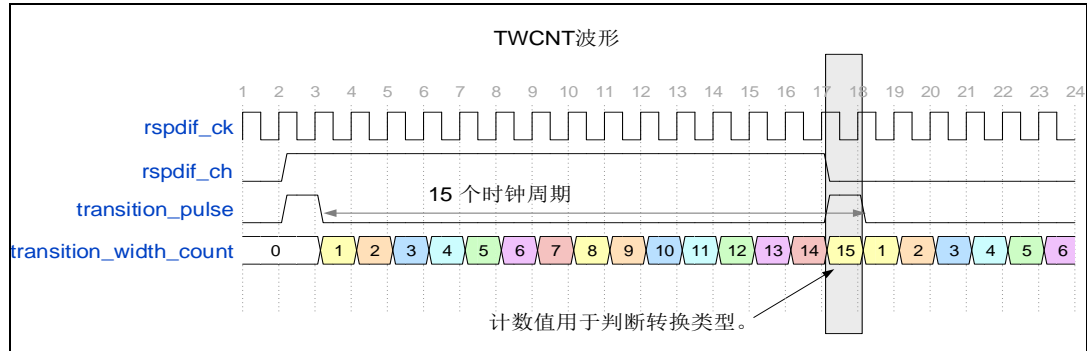 TWCNT波形
1 2 3 4 5 6 7 8 9 10 11 12 13 14 15 16 17 18 19 20 21 22 23 24
rspdif_ck
rspdif_ch
15 个时钟周期
transition_pulse
transition_width_count 0 1 2 3 4 5 6 7 8 9 10 11 12 13 14 15 1 2 3 4 5 6
计数值用于判断转换类型。